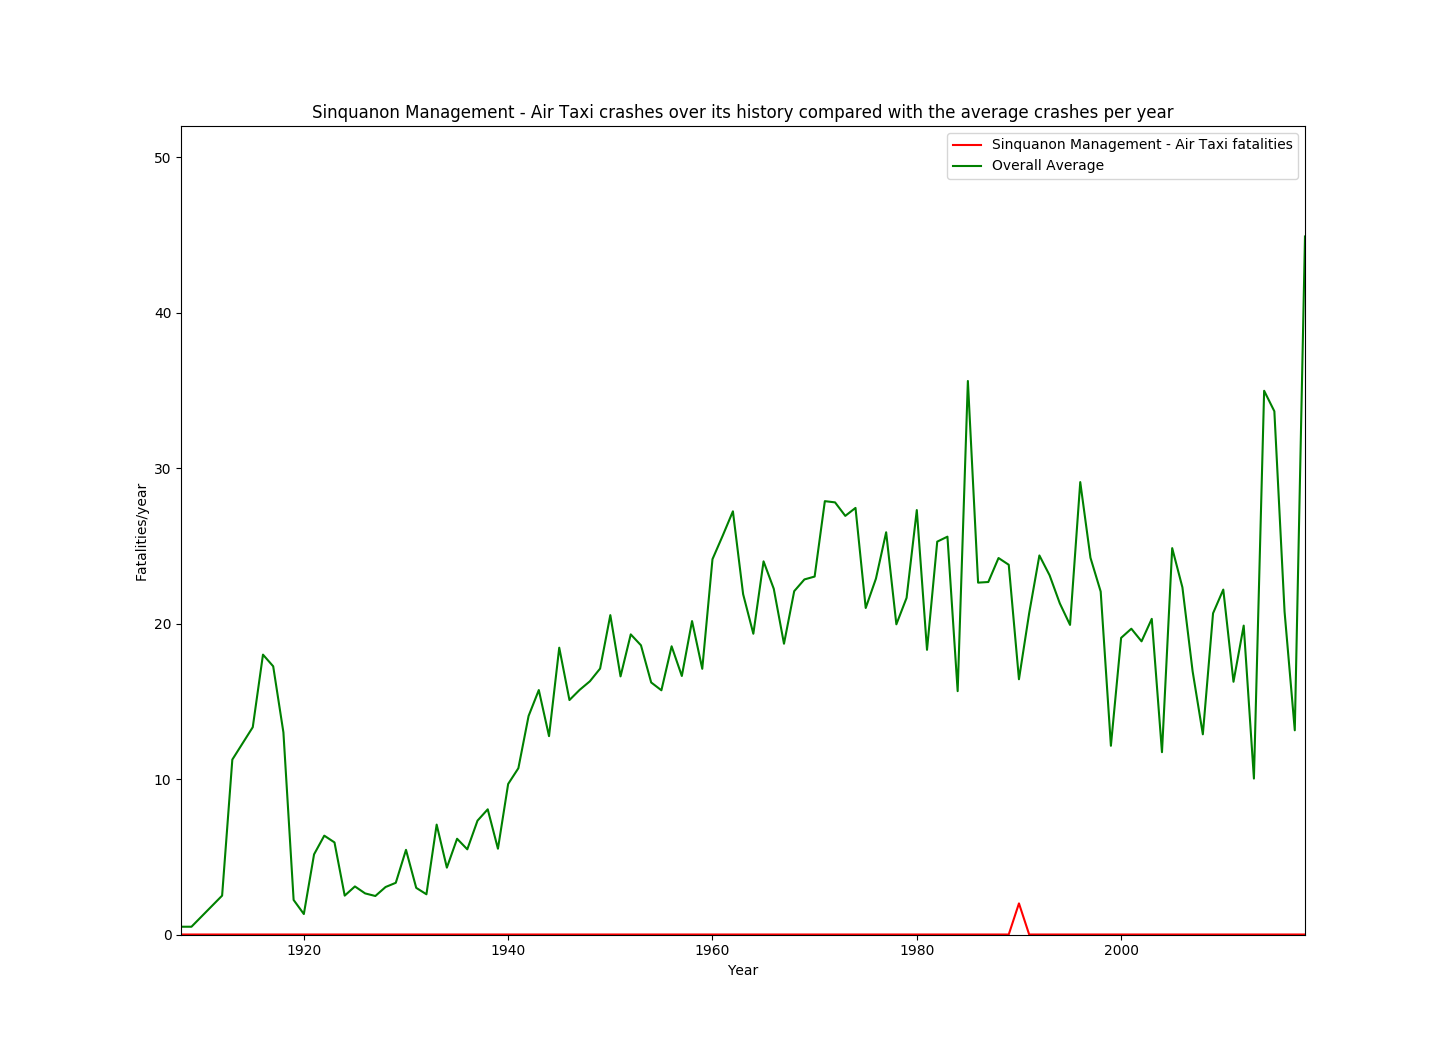 Sinquanon Management - Air Taxi crashes over its history compared with the average crashes per year
Sinquanon Management - Air Taxi fatalities
Overall Average
50
40
30
20
10
0
Fatalities/year
1920 1940 1960 1980 2000
Year